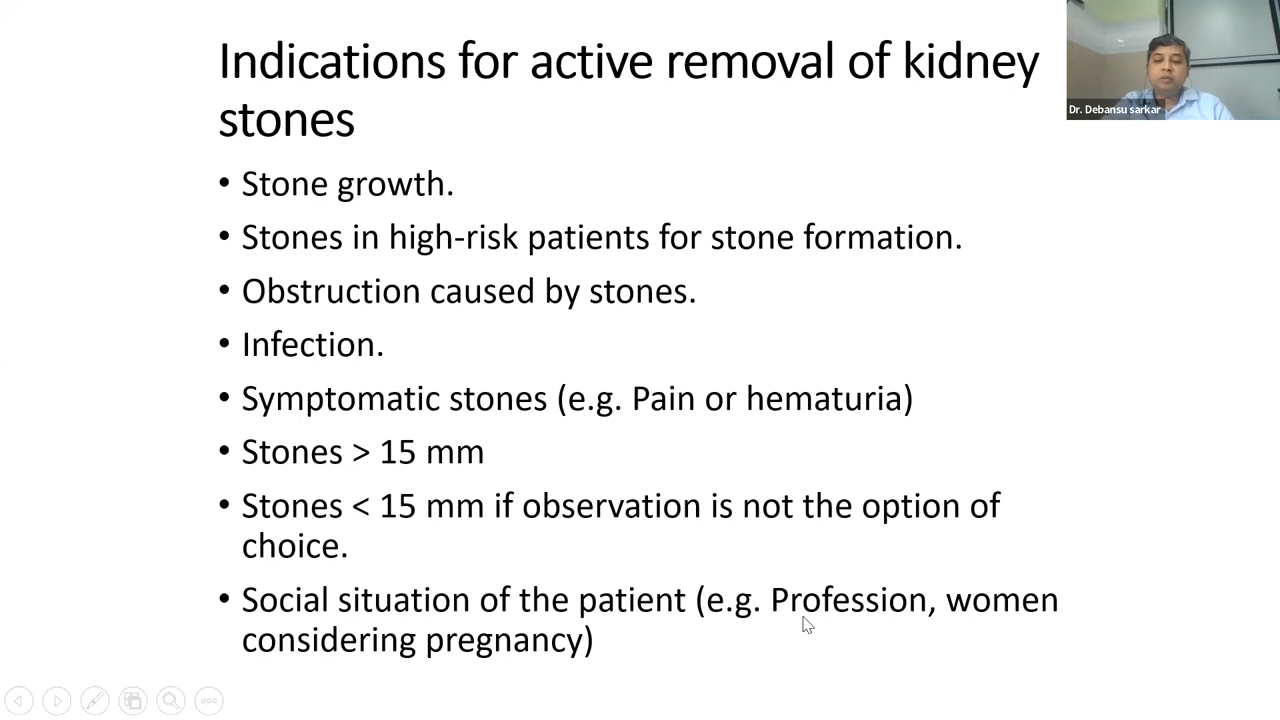 Indications for active removal of kidney
stones
Dr. Debansu sarkar
• Stone growth.
• Stones in high-risk patients for stone formation.
• Obstruction caused by stones.
• Infection.
• Symptomatic stones (e.g. Pain or hematuria)
• Stones > 15 mm
• Stones < 15 mm if observation is not the option of
choice.
• Social situation of the patient (e.g. Profession, women
considering pregnancy)